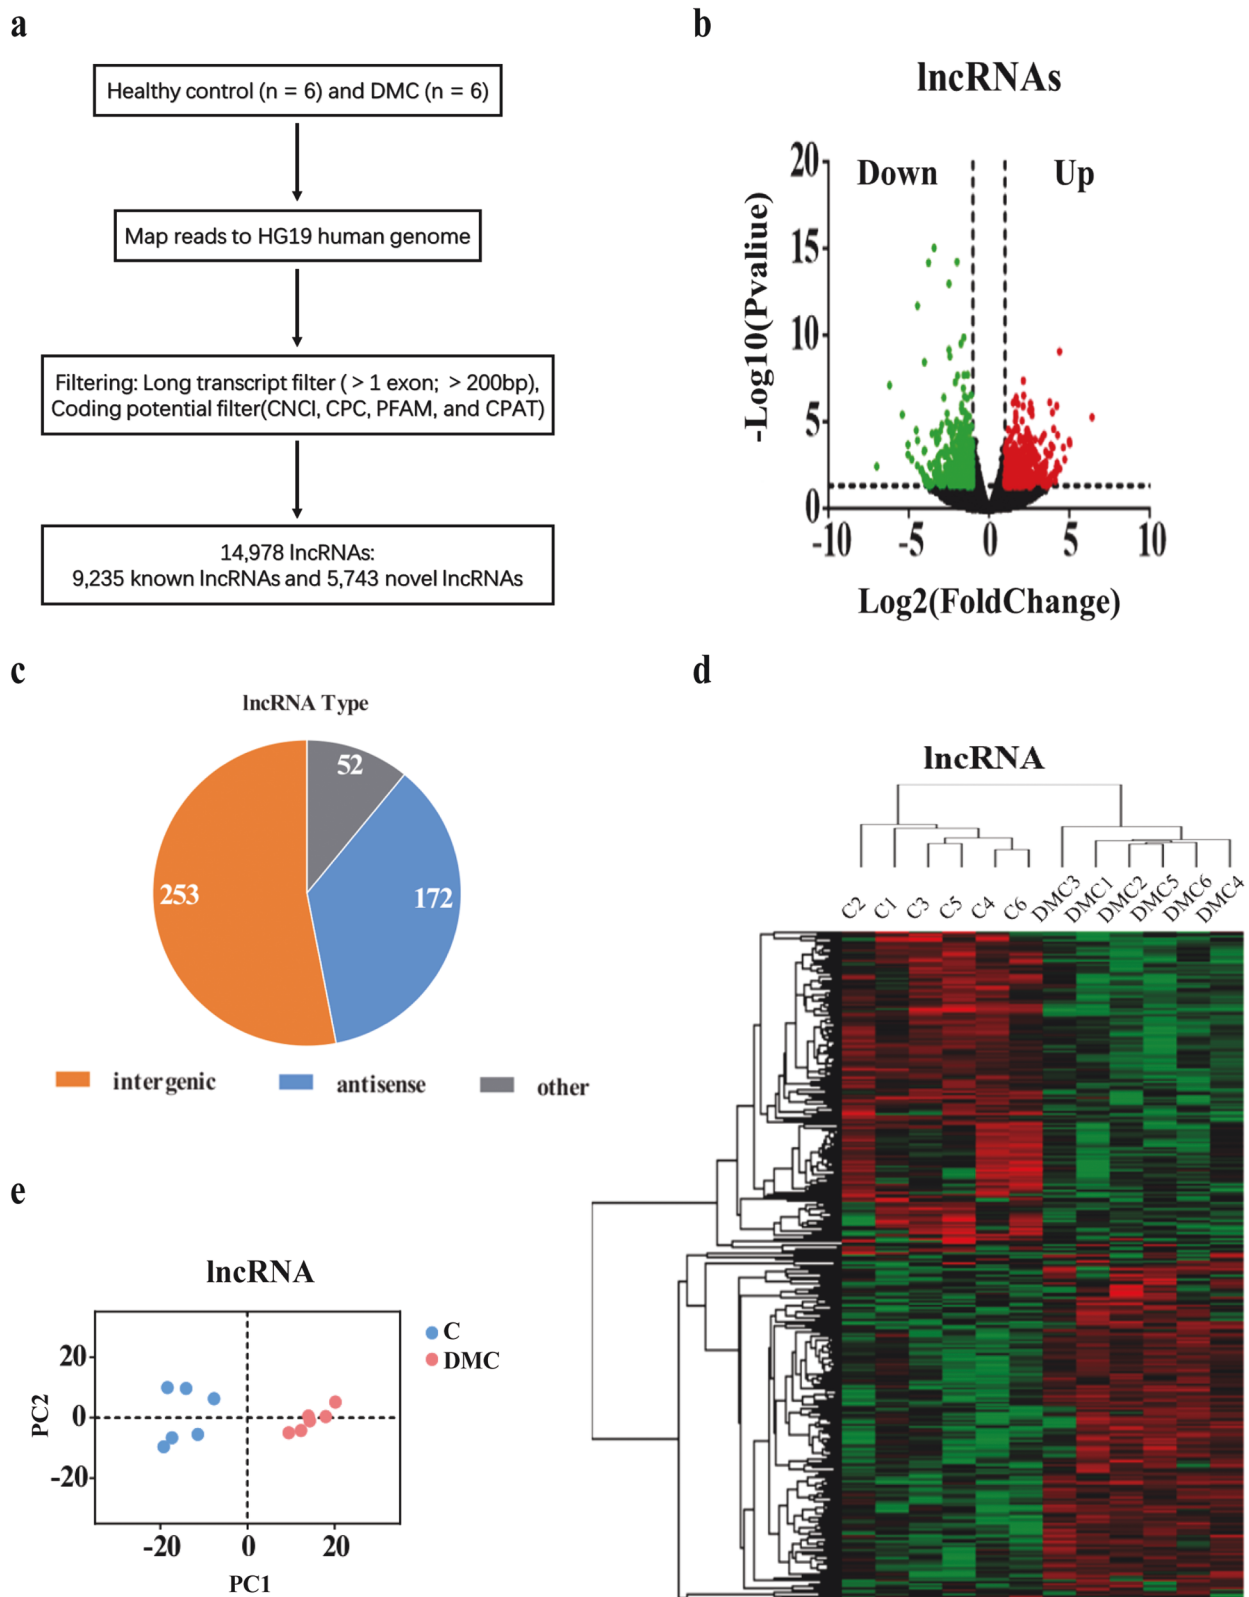 a
Healthy control (n = 6) and DMC (n = 6)
Map reads to HG19 human genome
Filtering: Long transcript filter ( > 1 exon; > 200bp),
Coding potential filter(CNCI, CPC, PFAM, and CPAT)
14,978 lncRNAs:
9,235 known lncRNAs and 5,743 novel lncRNAs
b
lncRNAs
Down
Up
-Log10(Pvaliue)
20
15
10
5
0
-10
-5
0
5
10
Log2(FoldChange)
c
lncRNA Type
52
253
172
intergenic
antisense
other
d
lncRNA
C2
C1
C3
C5
C4
C6
DMC3
DMC1
DMC2
DMC5
DMC6
DMC4
e
lncRNA
C
DMC
PC2
20
0
-20
-20
0
20
PC1